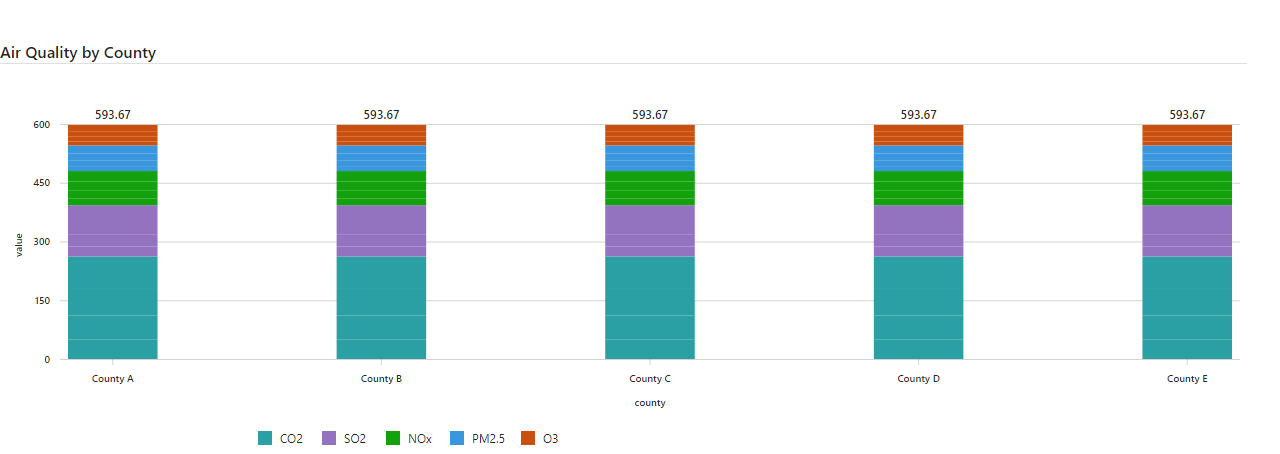 Air Quality by County
593.67 593.67 593.67 593.67 593.67
600
450
300
150
0
value
County A County B County C County D County E
county
CO2 SO2 NOx PM2.5 O3